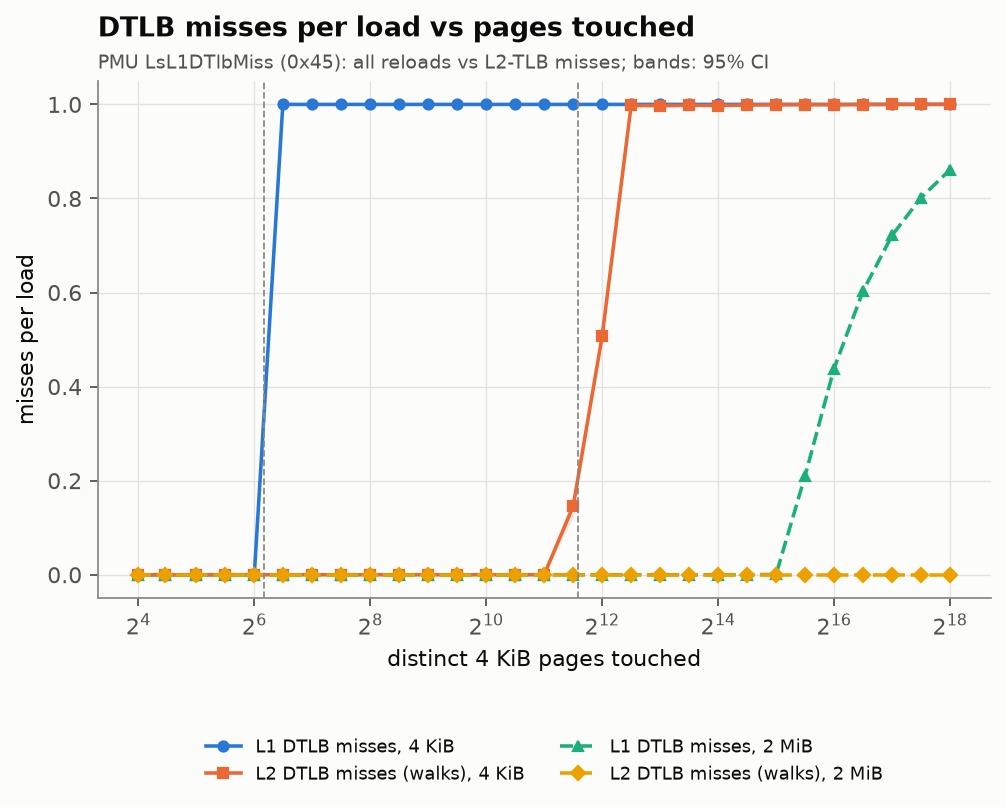 DTLB misses per load vs pages touched
PMU LsL1DTlbMiss (0x45): all reloads vs L2-TLB misses; bands: 95% CI
misses per load
1.0
0.8
0.6
0.4
0.2
0.0
2^4 2^6 2^8 2^10 2^12 2^14 2^16 2^18
distinct 4 KiB pages touched
L1 DTLB misses, 4 KiB
L2 DTLB misses (walks), 4 KiB
L1 DTLB misses, 2 MiB
L2 DTLB misses (walks), 2 MiB